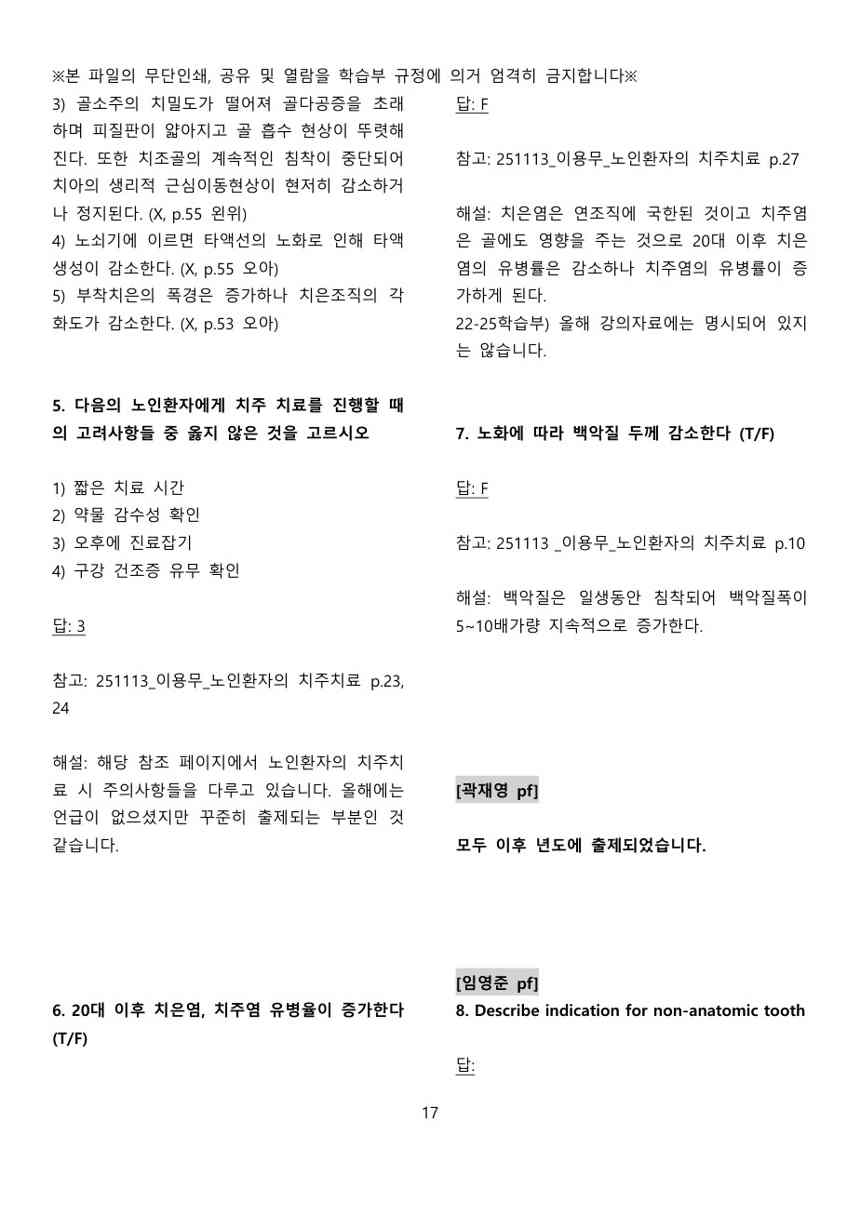 ※본 파일의 무단인쇄, 공유 및 열람을 학습부 규정에 의거 엄격히 금지합니다※
3) 골소주의 치밀도가 떨어져 골다공증을 초래
하며 피질판이 얇아지고 골 흡수 현상이 뚜렷해
진다. 또한 치조골의 계속적인 침착이 중단되어
치아의 생리적 근심이동현상이 현저히 감소하거
나 정지된다. (X, p.55 왼위)
4) 노쇠기에 이르면 타액선의 노화로 인해 타액
생성이 감소한다. (X, p.55 오아)
5) 부착치은의 폭경은 증가하나 치은조직의 각
화도가 감소한다. (X, p.53 오아)
5. 다음의 노인환자에게 치주 치료를 진행할 때
의 고려사항들 중 옳지 않은 것을 고르시오
1) 짧은 치료 시간
2) 약물 감수성 확인
3) 오후에 진료잡기
4) 구강 건조증 유무 확인
답: 3
참고: 251113_이용무_노인환자의 치주치료 p.23,
24
해설: 해당 참조 페이지에서 노인환자의 치주치
료 시 주의사항들을 다루고 있습니다. 올해에는
언급이 없으셨지만 꾸준히 출제되는 부분인 것
같습니다.
6. 20대 이후 치은염, 치주염 유병율이 증가한다
(T/F)
답: F
참고: 251113_이용무_노인환자의 치주치료 p.27
해설: 치은염은 연조직에 국한된 것이고 치주염
은 골에도 영향을 주는 것으로 20대 이후 치은
염의 유병률은 감소하나 치주염의 유병률이 증
가하게 된다.
22-25학습부) 올해 강의자료에는 명시되어 있지
는 않습니다.
7. 노화에 따라 백악질 두께 감소한다 (T/F)
답: F
참고: 251113 _이용무_노인환자의 치주치료 p.10
해설: 백악질은 일생동안 침착되어 백악질폭이
5~10배가량 지속적으로 증가한다.
[곽재영 pf]
모두 이후 년도에 출제되었습니다.
[임영준 pf]
8. Describe indication for non-anatomic tooth
답:
17